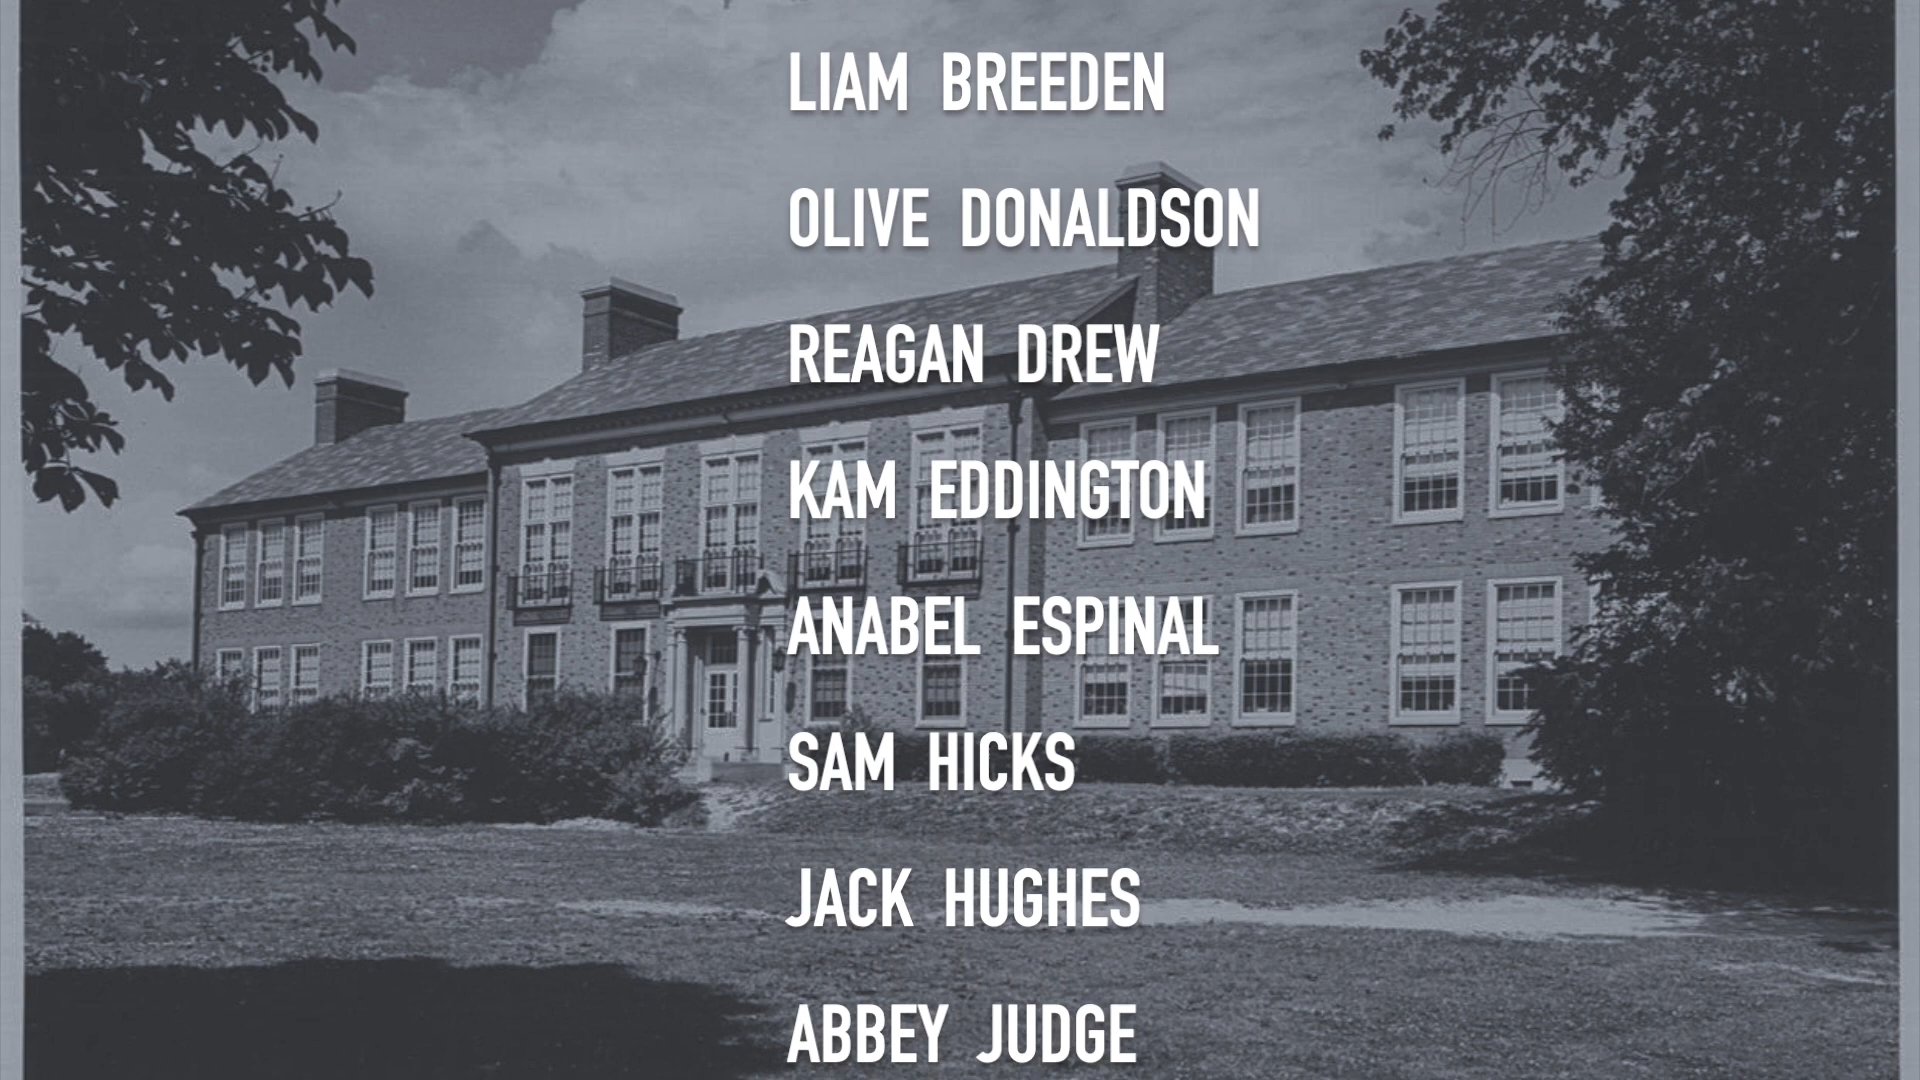 LIAM BREEDEN
OLIVE DONALDSON
REAGAN DREW
KAM EDDINGTON
ANABEL ESPINAL
SAM HICKS
JACK HUGHES
ABBEY JUDGE